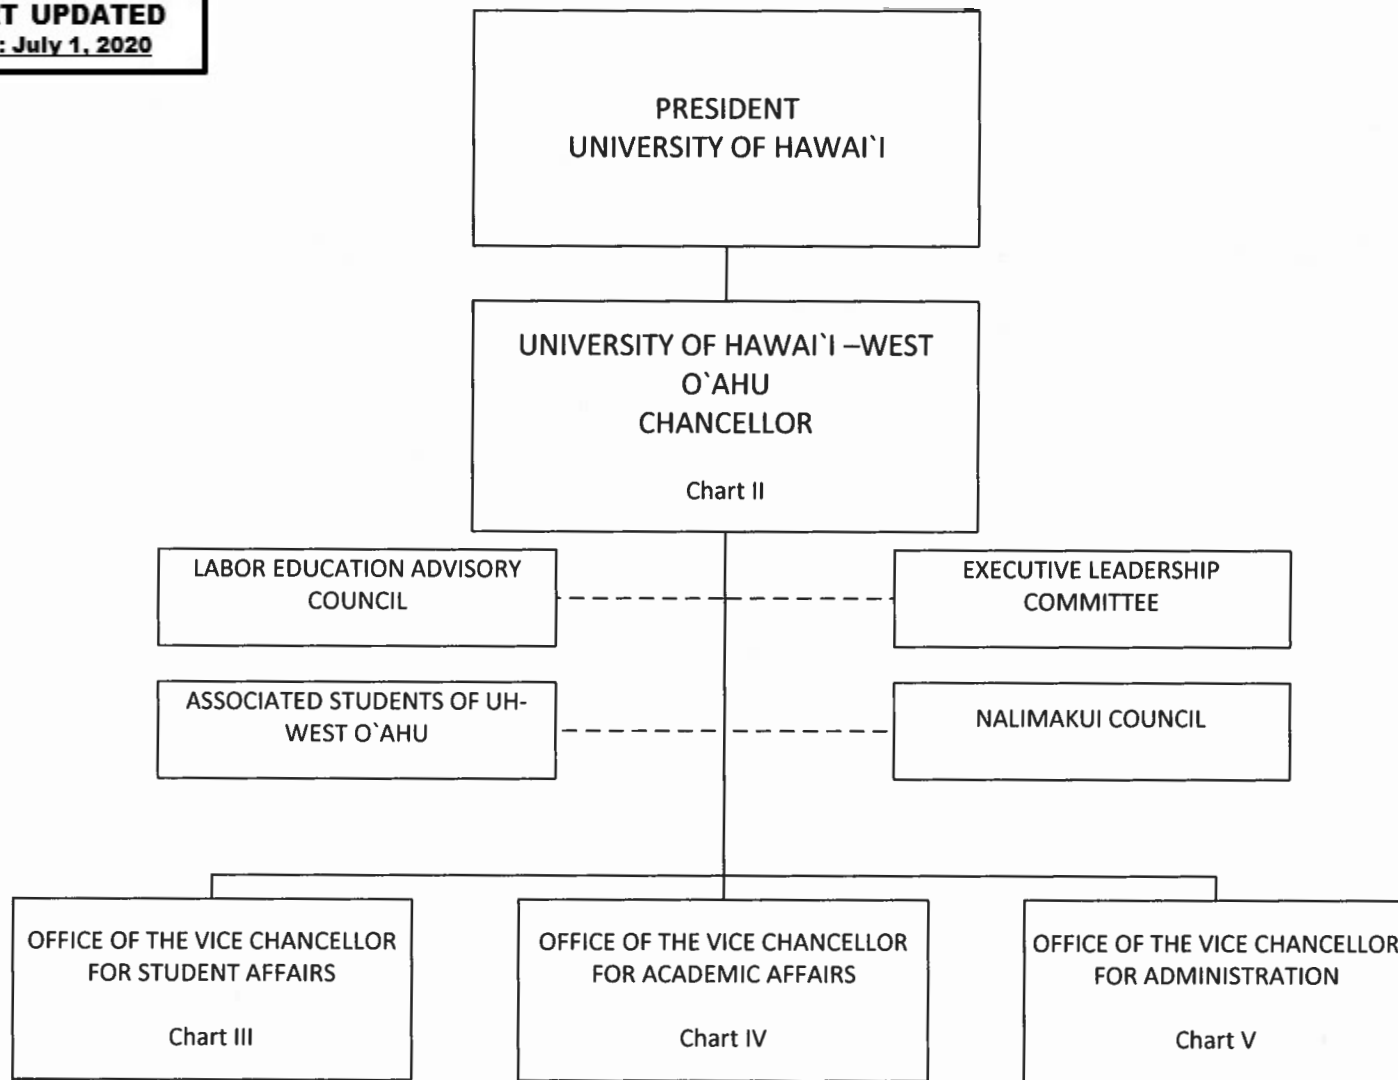 UPDATED
: July 1, 2020
PRESIDENT
UNIVERSITY OF HAWAI`I
UNIVERSITY OF HAWAI`I –WEST
O`AHU
CHANCELLOR
Chart II
LABOR EDUCATION ADVISORY
COUNCIL
EXECUTIVE LEADERSHIP
COMMITTEE
ASSOCIATED STUDENTS OF UH-
WEST O`AHU
NALIMAKUI COUNCIL
OFFICE OF THE VICE CHANCELLOR
FOR STUDENT AFFAIRS
Chart III
OFFICE OF THE VICE CHANCELLOR
FOR ACADEMIC AFFAIRS
Chart IV
OFFICE OF THE VICE CHANCELLOR
FOR ADMINISTRATION
Chart V